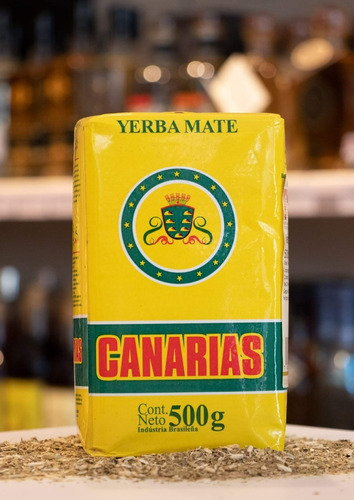 YERBA MATE
CANARIAS
Cont.
Neto 500g
Indústria Brasileña